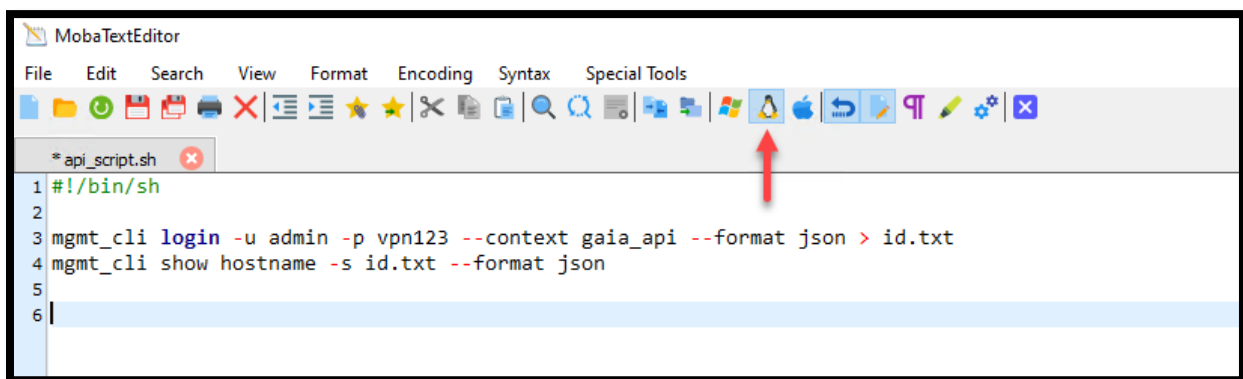 MobaTextEditor
File Edit Search View Format Encoding Syntax Special Tools
* api_script.sh
1 #!/bin/sh
2
3 mgmt_cli login -u admin -p vpn123 --context gaia_api --format json > id.txt
4 mgmt_cli show hostname -s id.txt --format json
5
6